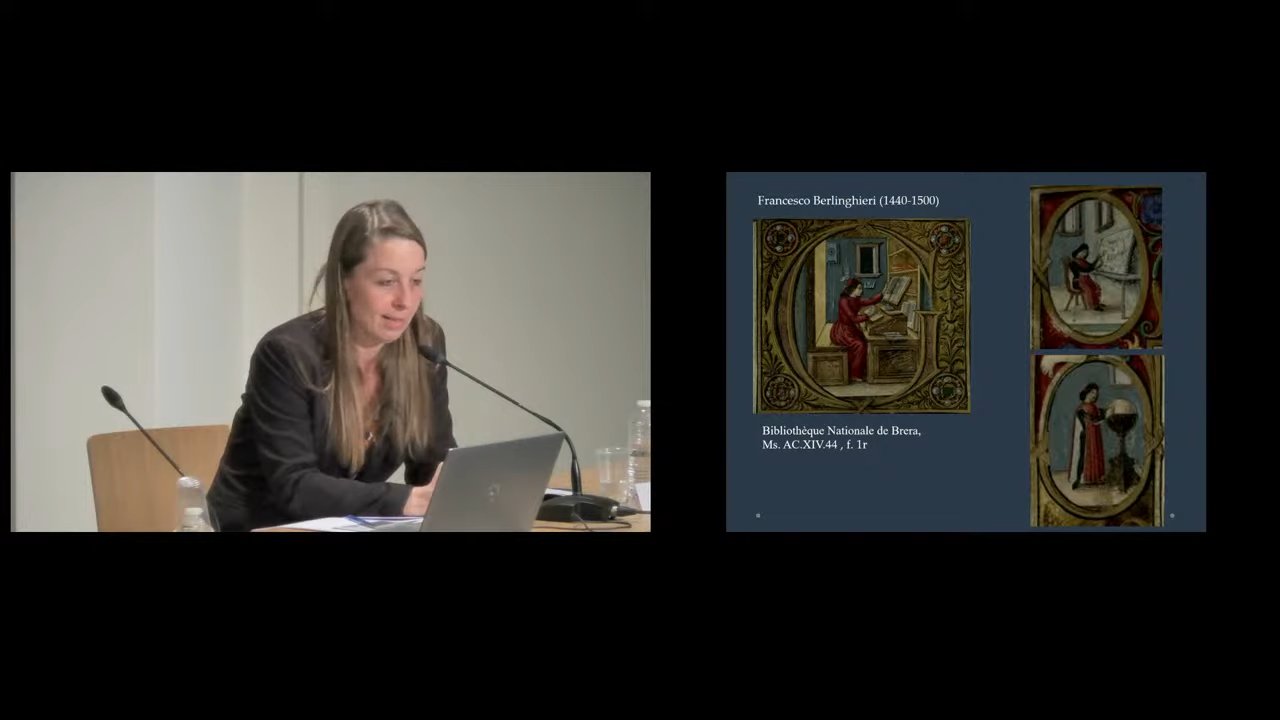 Francesco Berlinghieri (1440-1500)
Bibliothèque Nationale de Brera,
Ms. AC.XIV.44 , f. 1r